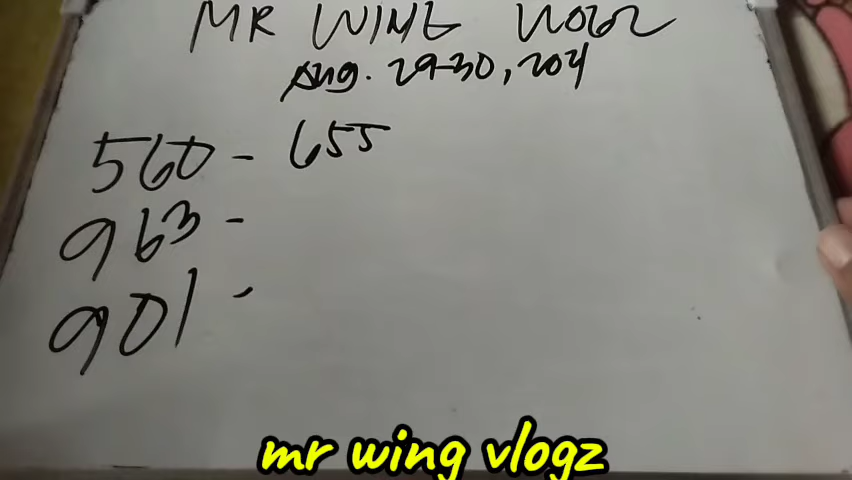 MR WING VLOGZ
Aug. 29-30, 2024
560 - 655
963 -
901 -
mr wing vlogz